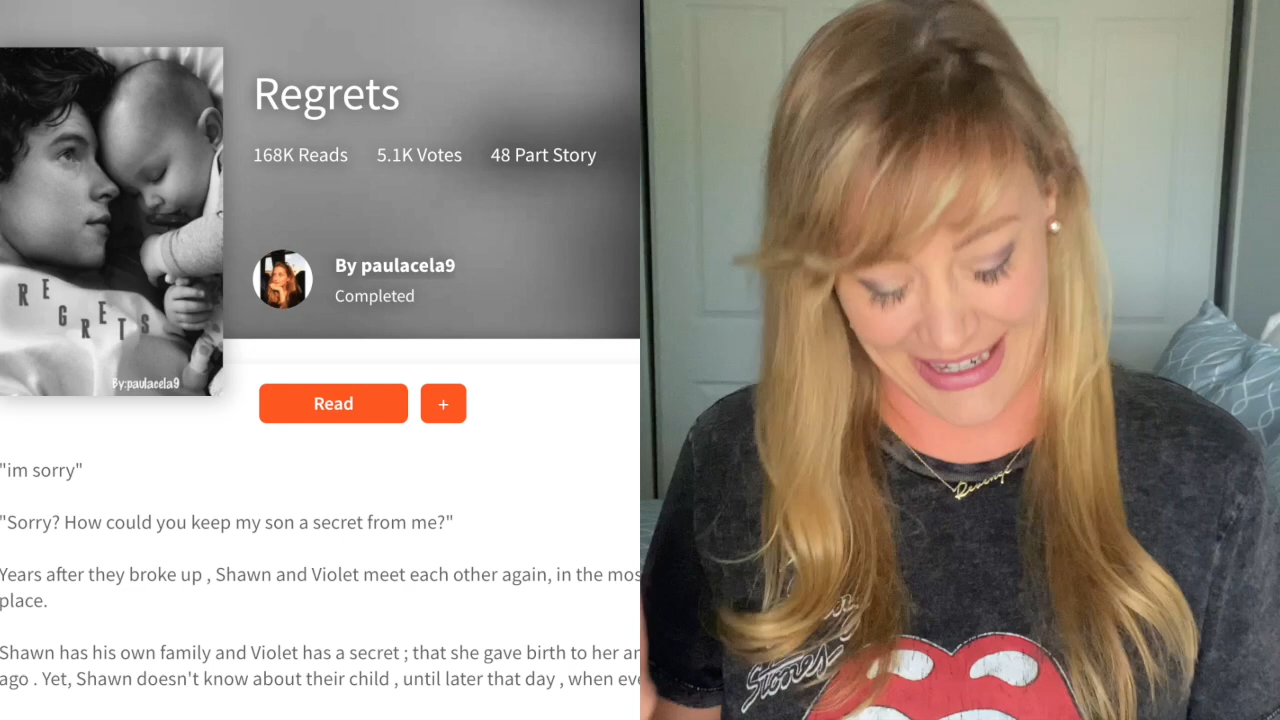 Regrets
168K Reads 5.1K Votes 48 Part Story
By paulacela9
Completed
REGRETS
By:paulacela9
Read +
"im sorry"
"Sorry? How could you keep my son a secret from me?"
Years after they broke up , Shawn and Violet meet each other again, in the mos
place.
Shawn has his own family and Violet has a secret ; that she gave birth to her ar
ago . Yet, Shawn doesn't know about their child , until later that day , when eve
Revenge
Stones